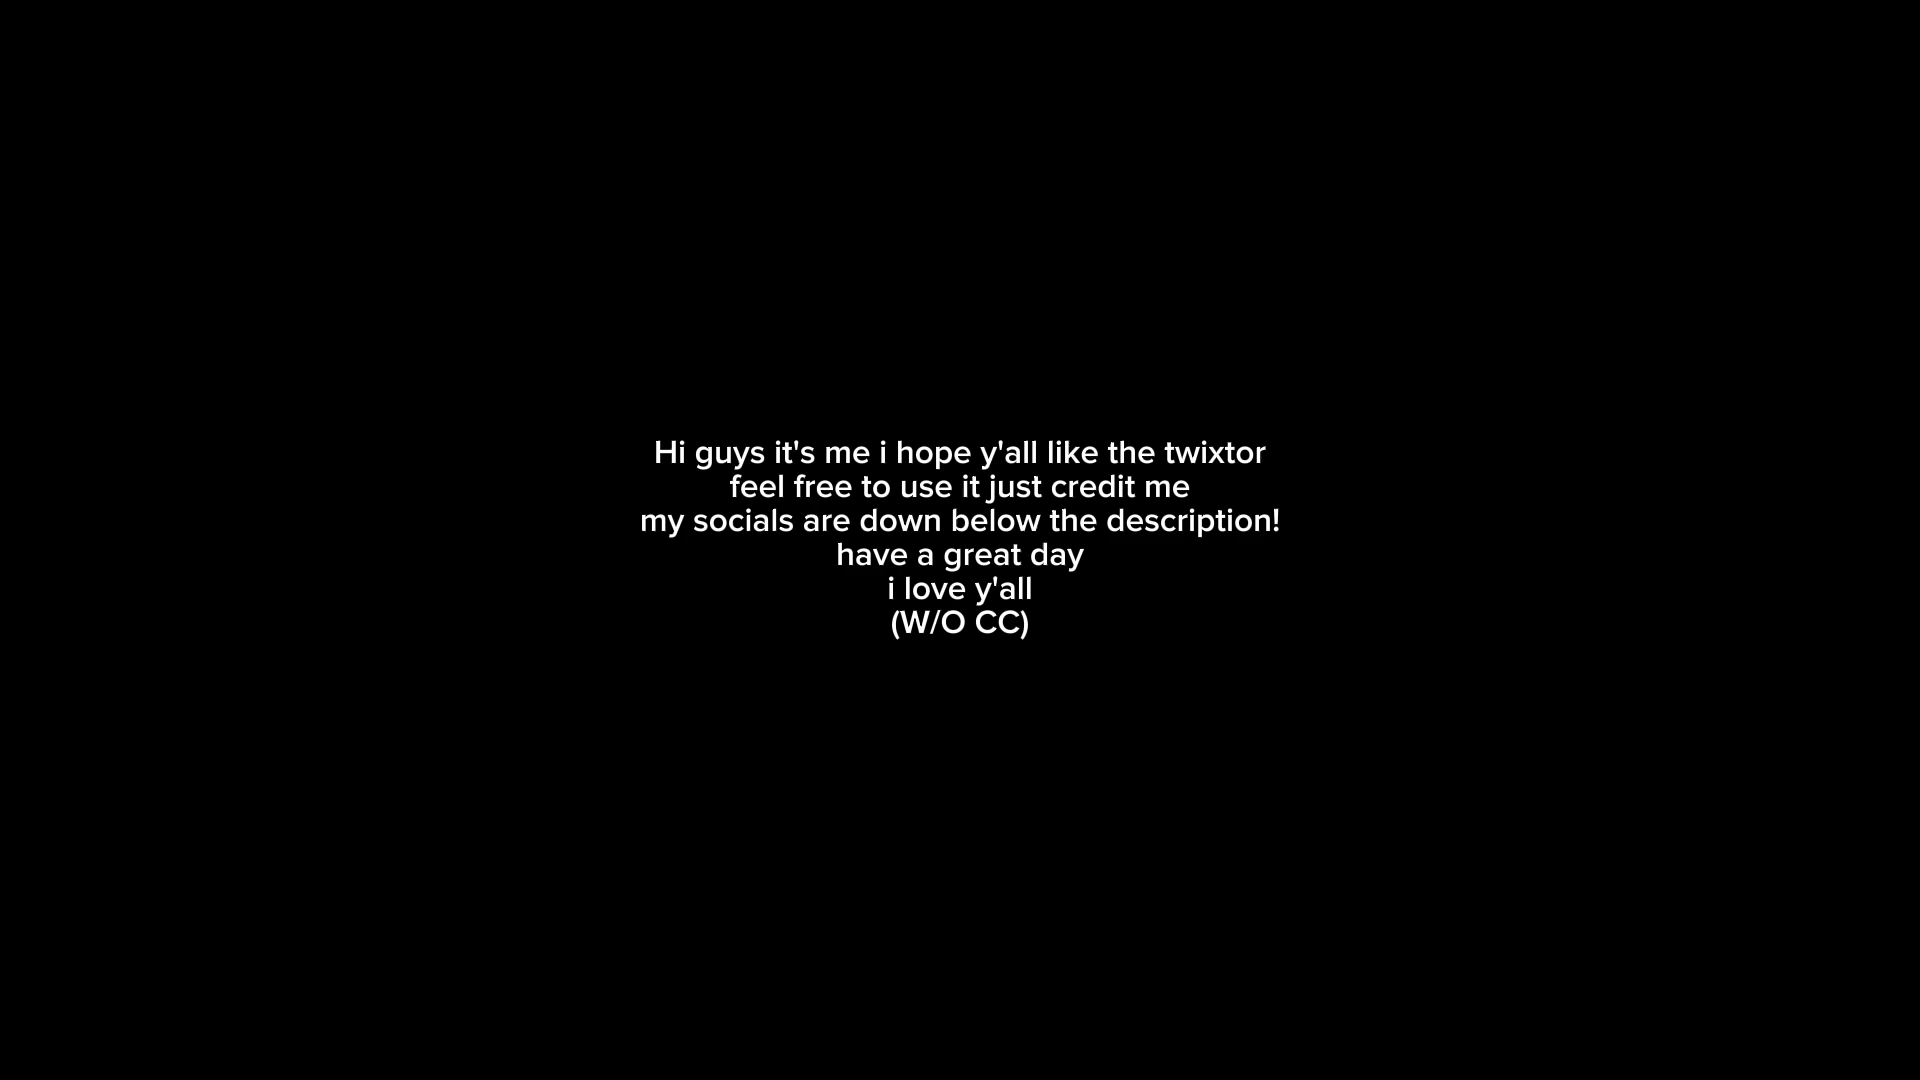 Hi guys it's me i hope y'all like the twixtor
feel free to use it just credit me
my socials are down below the description!
have a great day
i love y'all
(W/O CC)